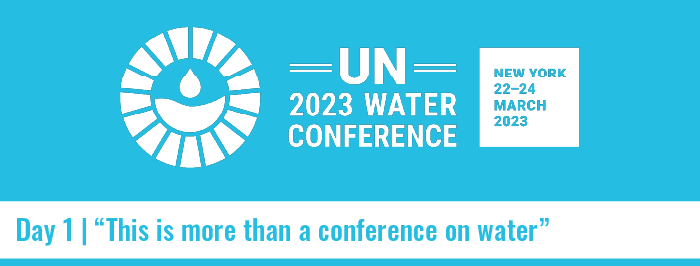 UN
2023 WATER
CONFERENCE
NEW YORK
22–24
MARCH
2023
Day 1 | “This is more than a conference on water”